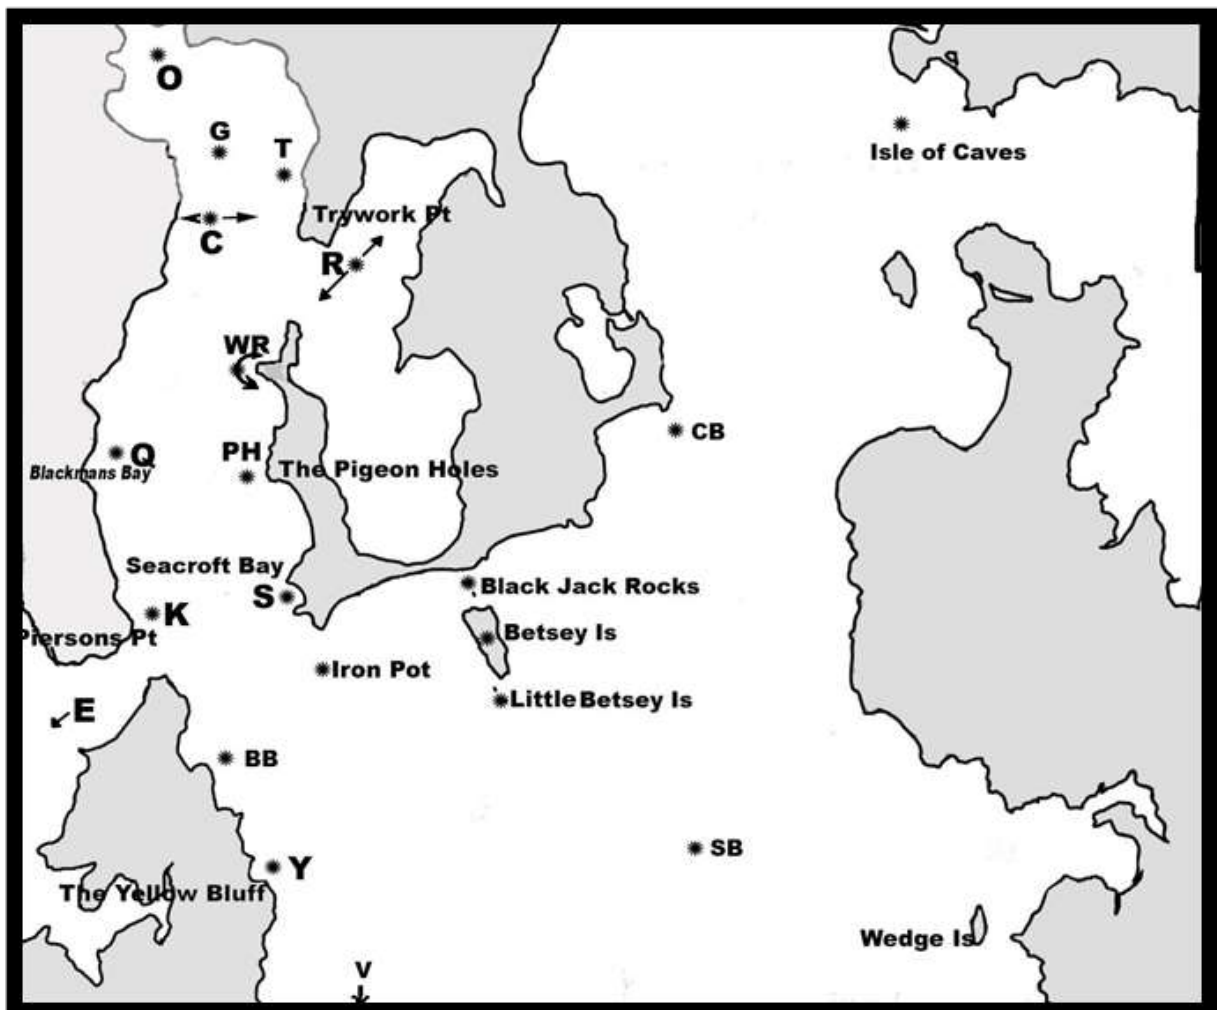 O
G
T
Isle of Caves
Trywork Pt
C
R
WR
CB
PH
Q
The Pigeon Holes
Blackmans Bay
Seacroft Bay
Black Jack Rocks
S
K
Betsey Is
Piersons Pt
Iron Pot
Little Betsey Is
E
BB
SB
Y
The Yellow Bluff
Wedge Is
V